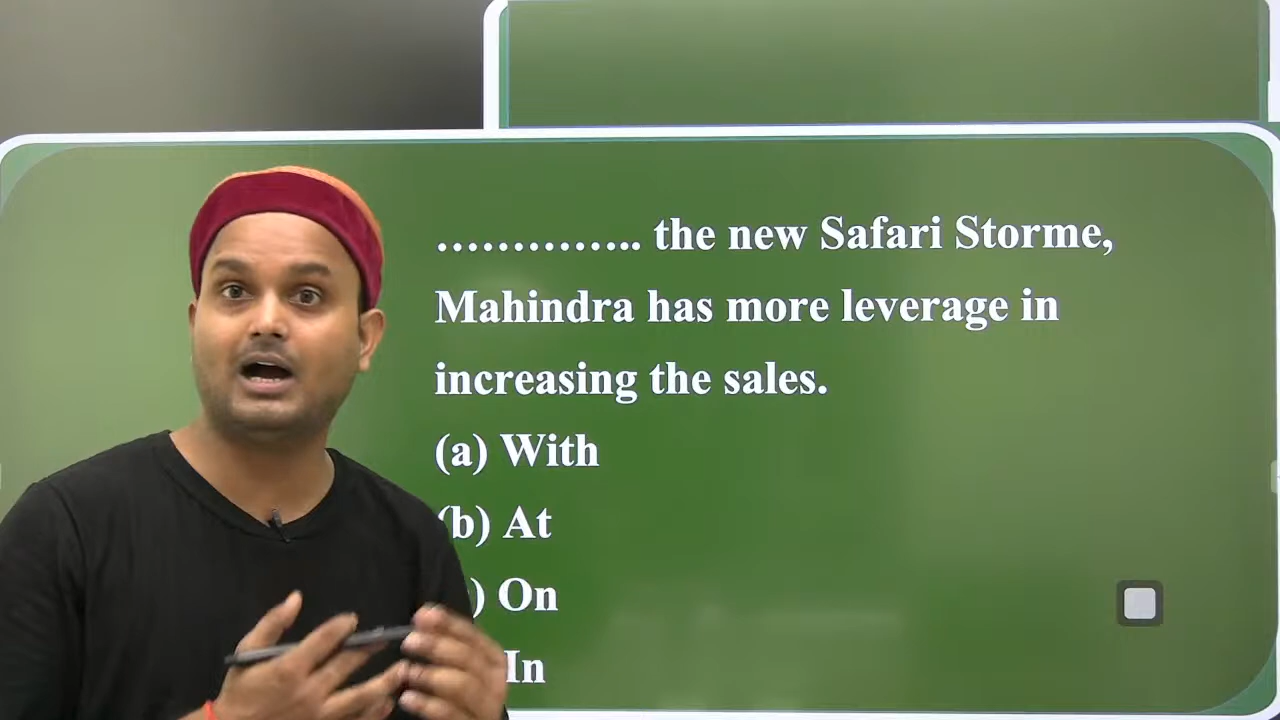 ………….. the new Safari Storme,
Mahindra has more leverage in
increasing the sales.
(a) With
(b) At
) On
In